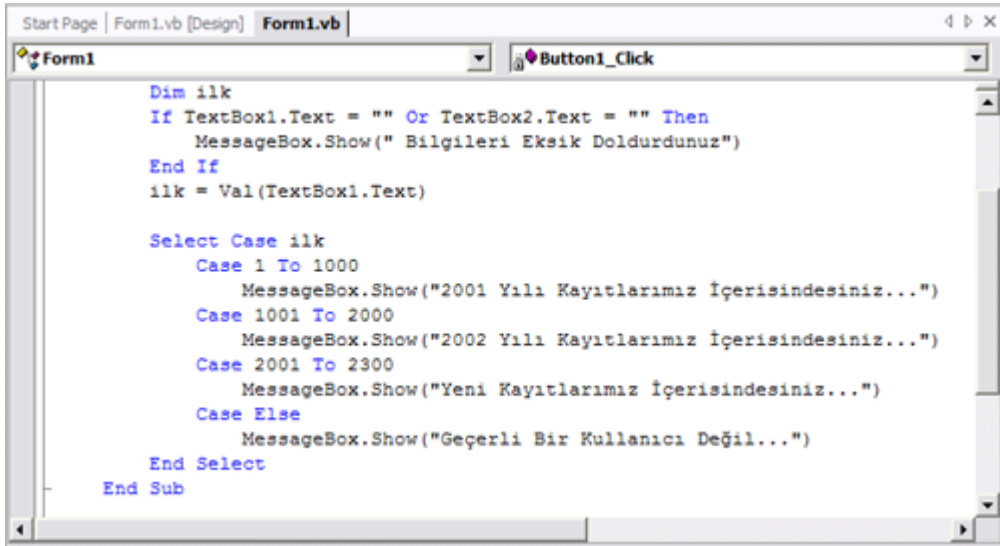 Start Page Form1.vb [Design] Form1.vb
Form1 Button1_Click
Dim ilk
If TextBox1.Text = "" Or TextBox2.Text = "" Then
MessageBox.Show(" Bilgileri Eksik Doldurdunuz")
End If
ilk = Val(TextBox1.Text)
Select Case ilk
Case 1 To 1000
MessageBox.Show("2001 Yılı Kayıtlarımız İçerisindesiniz...")
Case 1001 To 2000
MessageBox.Show("2002 Yılı Kayıtlarımız İçerisindesiniz...")
Case 2001 To 2300
MessageBox.Show("Yeni Kayıtlarımız İçerisindesiniz...")
Case Else
MessageBox.Show("Geçerli Bir Kullanıcı Değil...")
End Select
End Sub